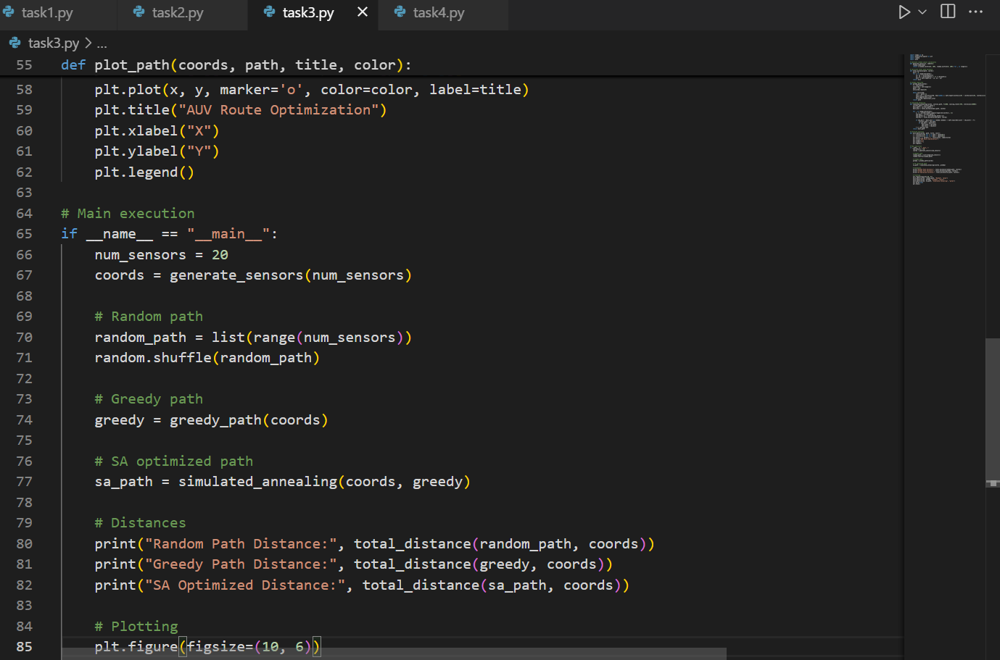 task1.py
task2.py
task3.py
task4.py
task3.py > ...
55 def plot_path(coords, path, title, color):
58     plt.plot(x, y, marker='o', color=color, label=title)
59     plt.title("AUV Route Optimization")
60     plt.xlabel("X")
61     plt.ylabel("Y")
62     plt.legend()
63
64 # Main execution
65 if __name__ == "__main__":
66     num_sensors = 20
67     coords = generate_sensors(num_sensors)
68
69     # Random path
70     random_path = list(range(num_sensors))
71     random.shuffle(random_path)
72
73     # Greedy path
74     greedy = greedy_path(coords)
75
76     # SA optimized path
77     sa_path = simulated_annealing(coords, greedy)
78
79     # Distances
80     print("Random Path Distance:", total_distance(random_path, coords))
81     print("Greedy Path Distance:", total_distance(greedy, coords))
82     print("SA Optimized Distance:", total_distance(sa_path, coords))
83
84     # Plotting
85     plt.figure(figsize=(10, 6))